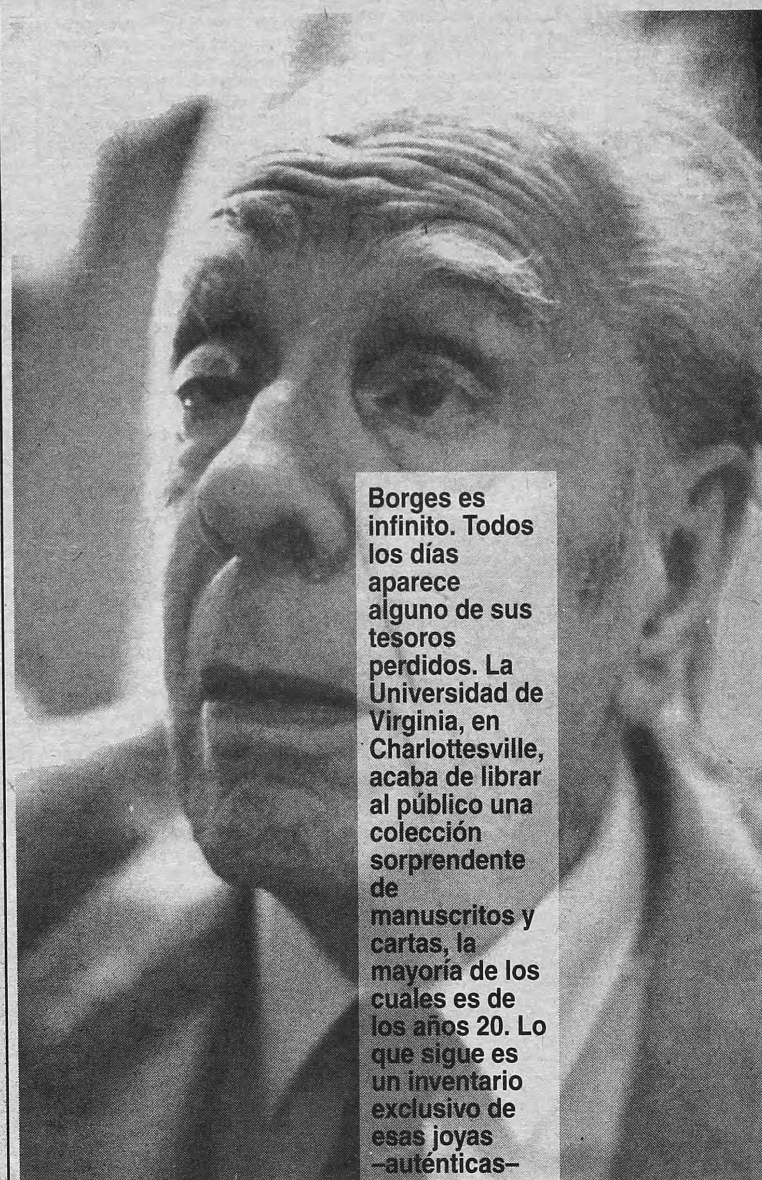 Borges es
infinito. Todos
los días
aparece
alguno de sus
tesoros
perdidos. La
Universidad de
Virginia, en
Charlottesville,
acaba de librar
al público una
colección
sorprendente
de
manuscritos y
cartas, la
mayoría de los
cuales es de
los años 20. Lo
que sigue es
un inventario
exclusivo de
esas joyas
–auténticas–